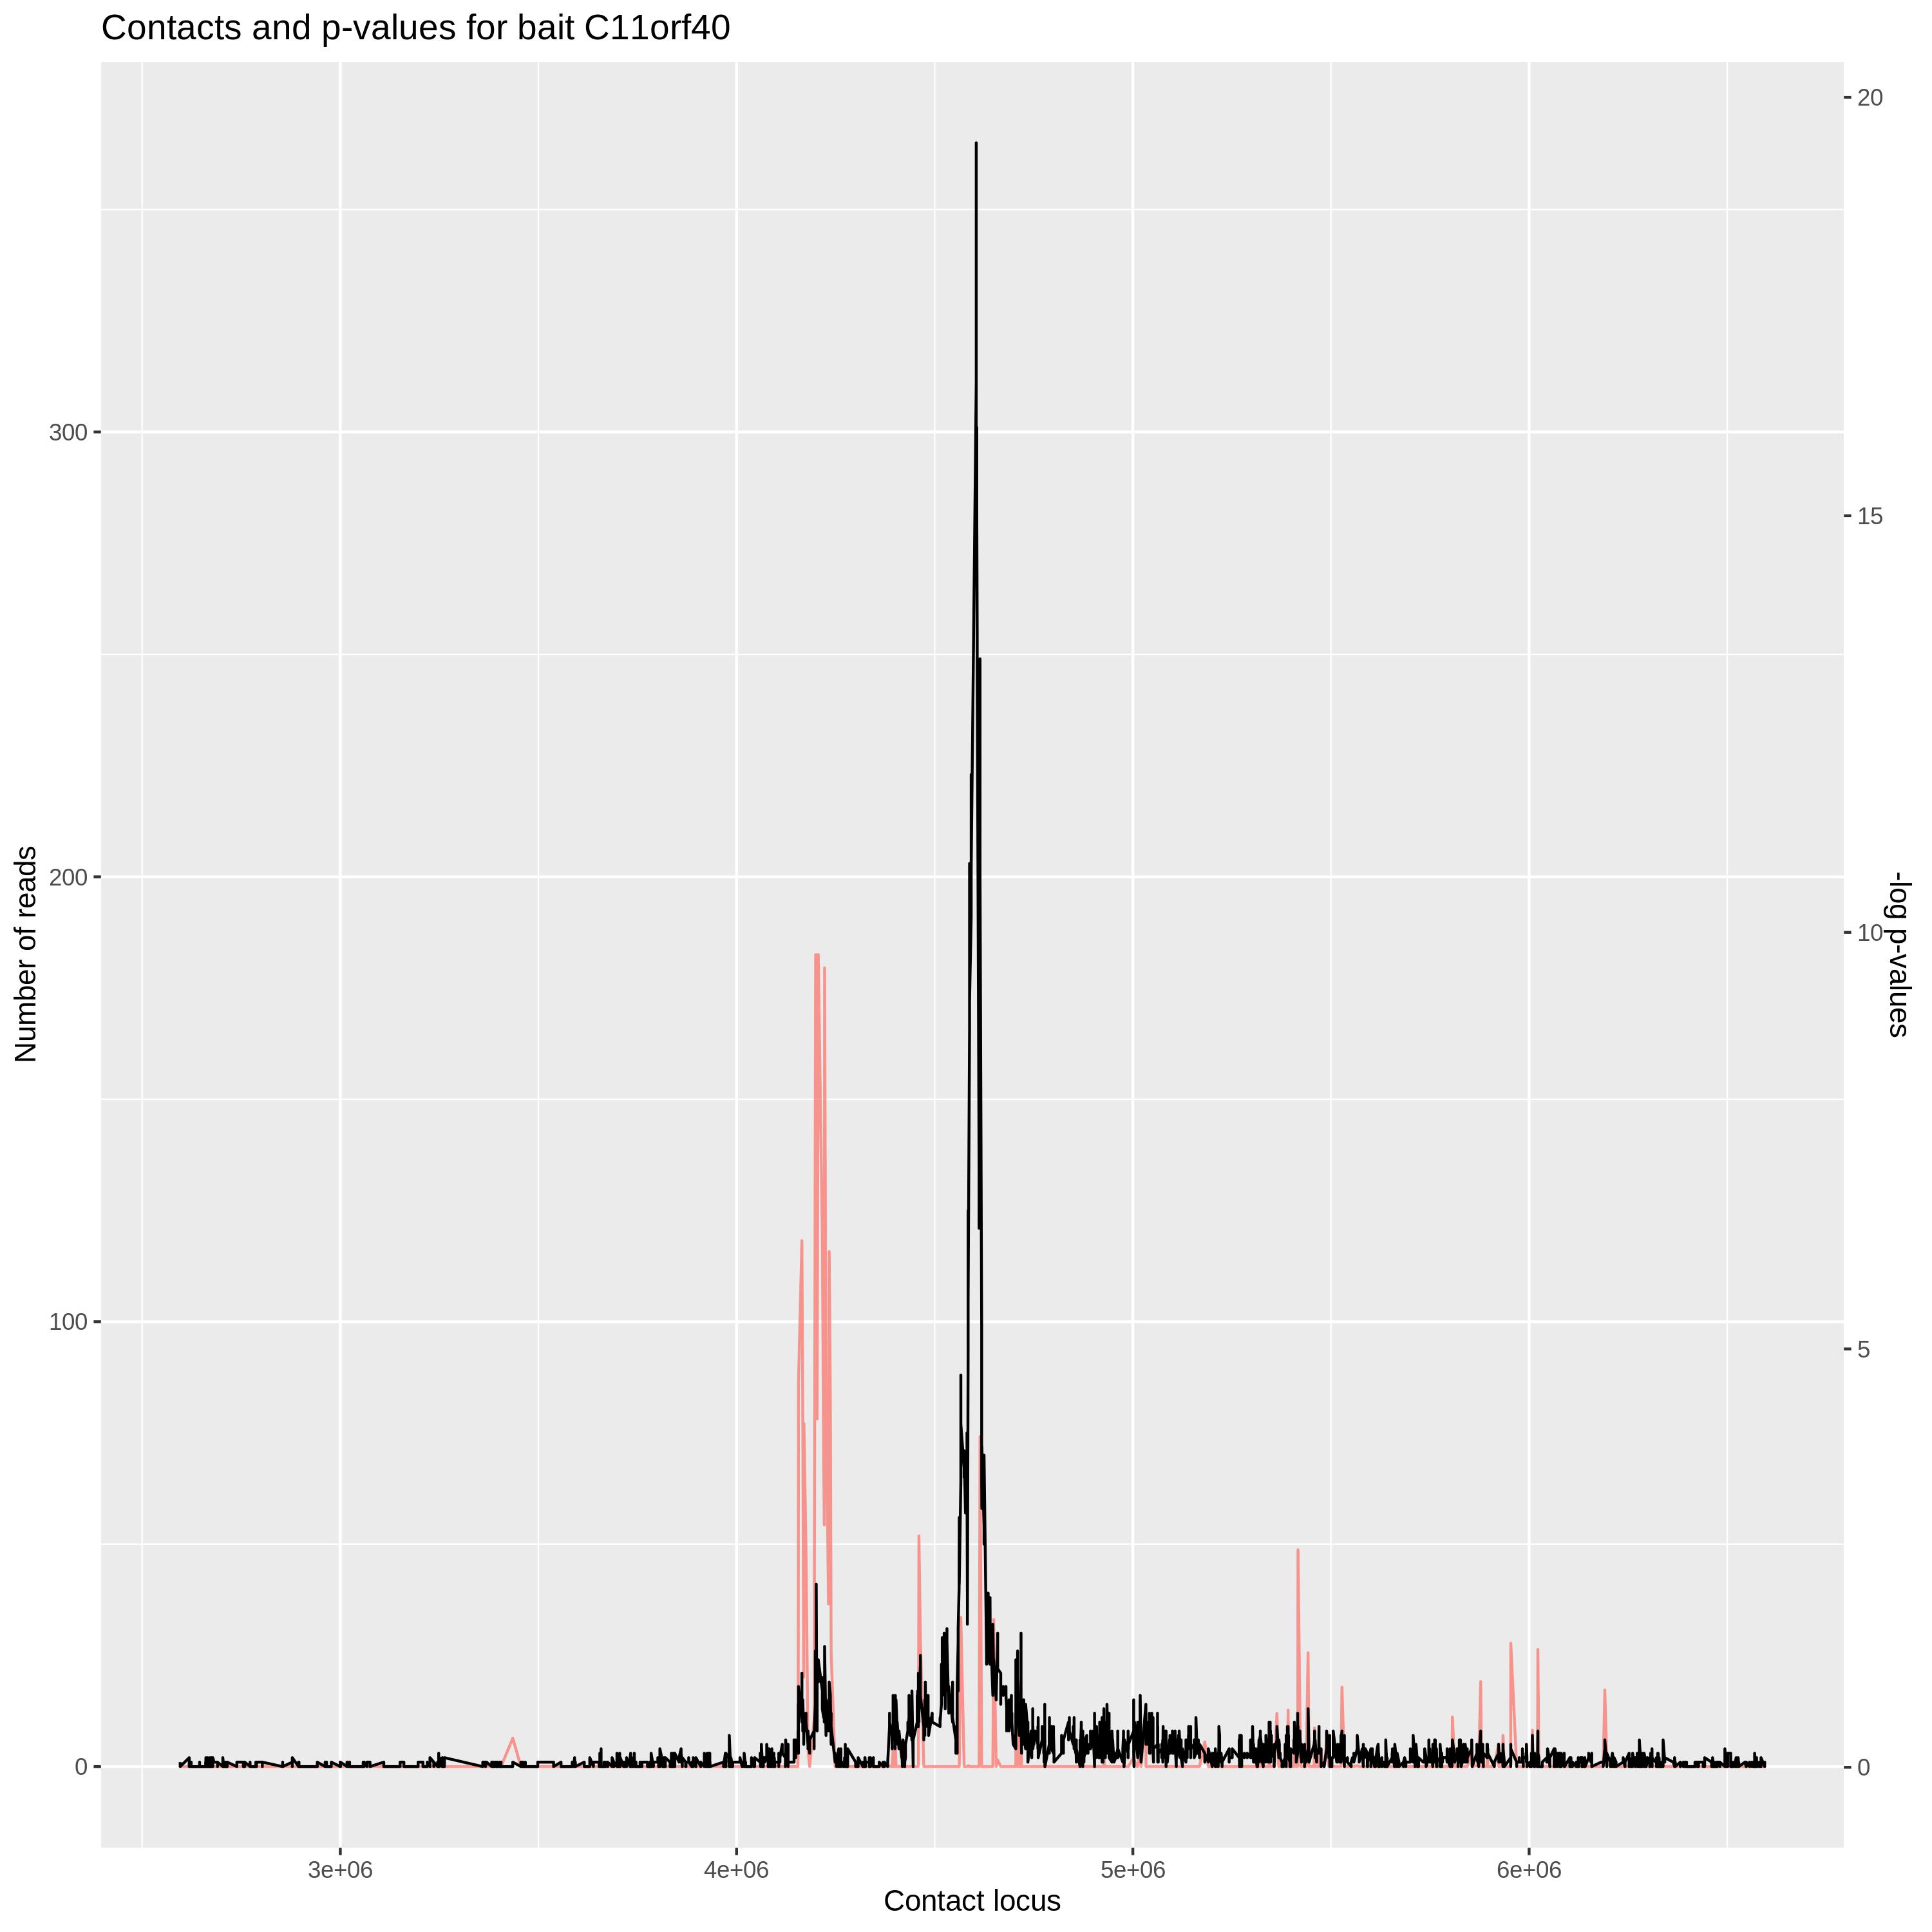 Contacts and p-values for bait C11orf40
Number of reads
300
200
100
0
20
15
10
5
0
-log p-values
3e+06
4e+06
5e+06
6e+06
Contact locus